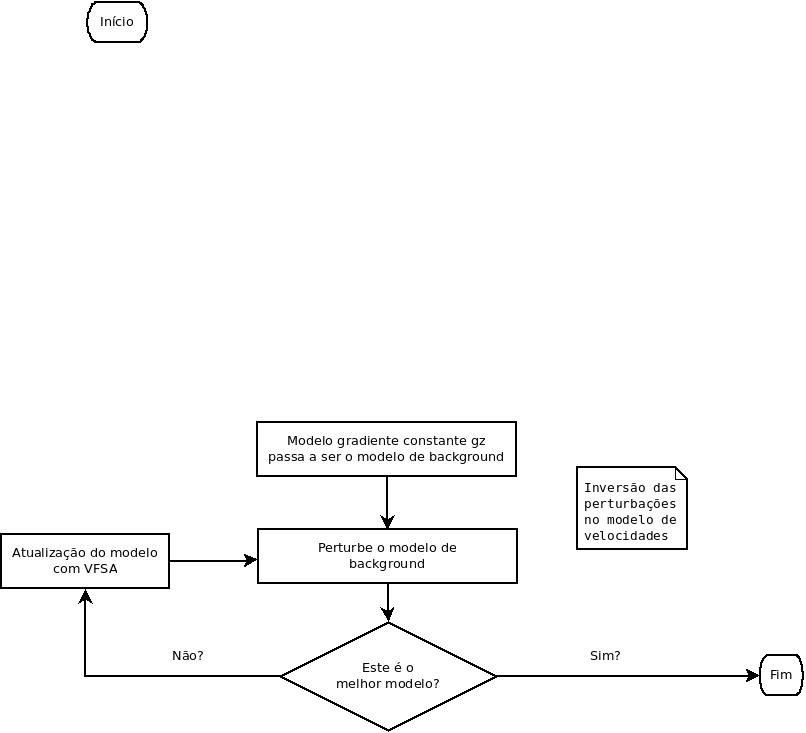 Início
Modelo gradiente constante gz
passa a ser o modelo de background
Inversão das
perturbações
no modelo de
velocidades
Perturbe o modelo de
background
Atualização do modelo
com VFSA
Não?
Sim?
Este é o
melhor modelo?
Fim